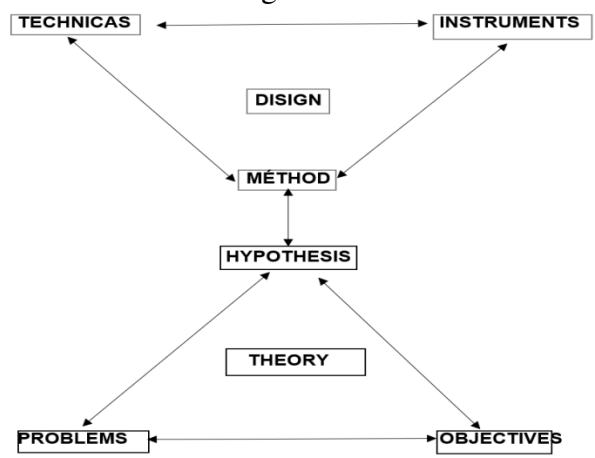 TECHNICAS INSTRUMENTS
DISIGN
MÉTHOD
HYPOTHESIS
THEORY
PROBLEMS OBJECTIVES